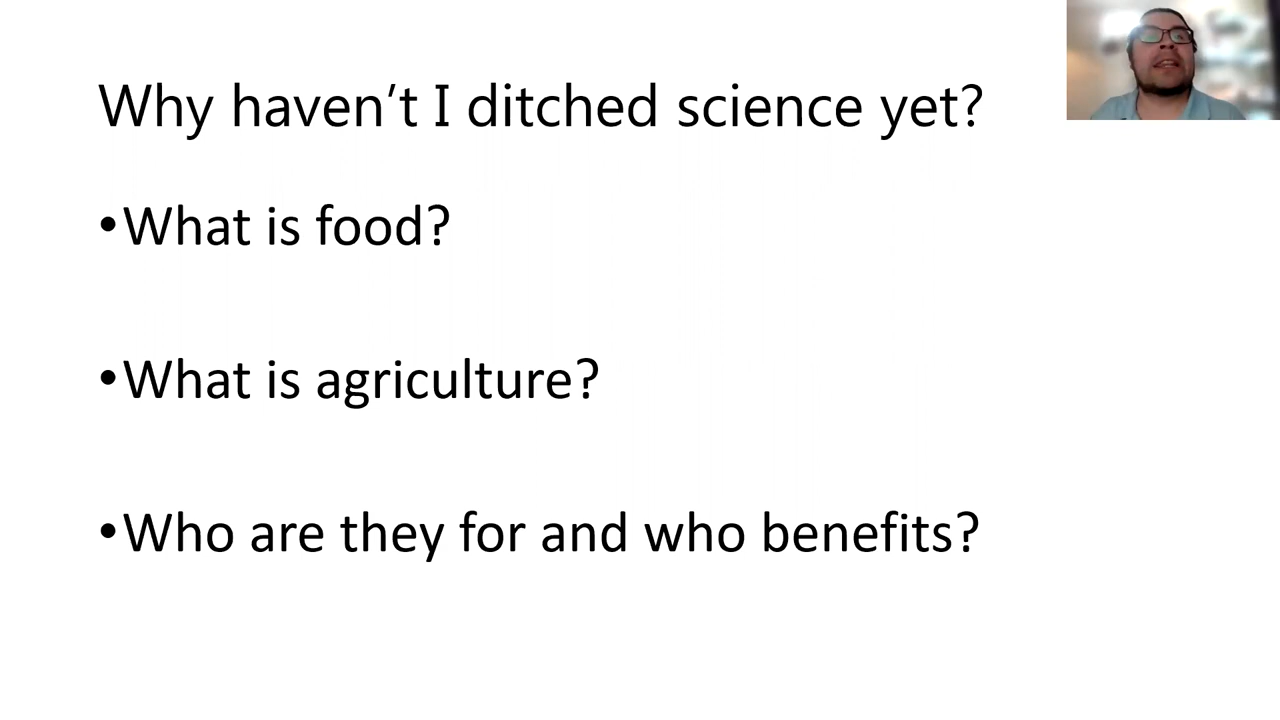 Why haven’t I ditched science yet?
•What is food?
•What is agriculture?
•Who are they for and who benefits?